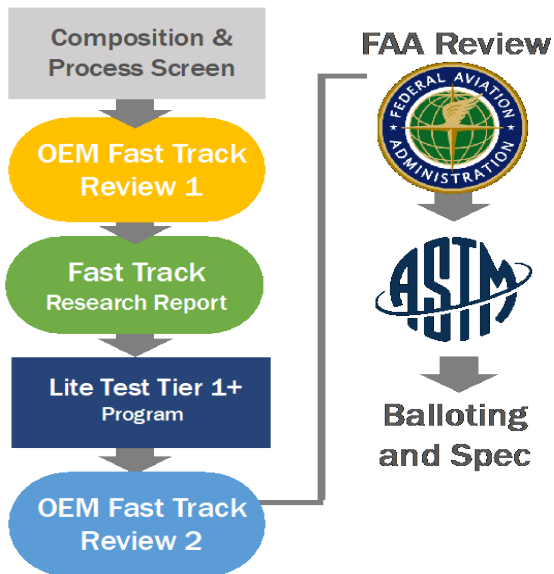 Composition &
Process Screen
OEM Fast Track
Review 1
Fast Track
Research Report
Lite Test Tier 1+
Program
OEM Fast Track
Review 2
FAA Review
FEDERAL AVIATION
ADMINISTRATION
ASTM
Balloting
and Spec